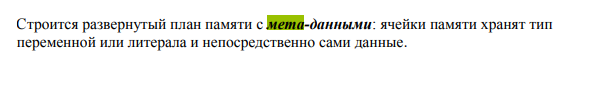 Строится развернутый план памяти с мета-данными: ячейки памяти хранят тип
переменной или литерала и непосредственно сами данные.